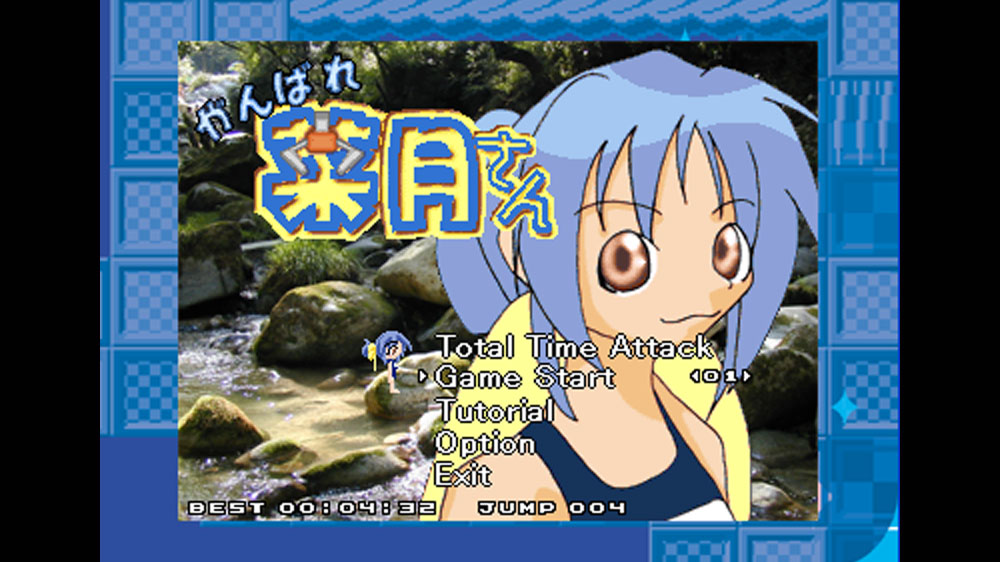 がんばれ
菜月さん
Total Time Attack
Game Start 01
Tutorial
Option
Exit
BEST 00:04:32 JUMP 004